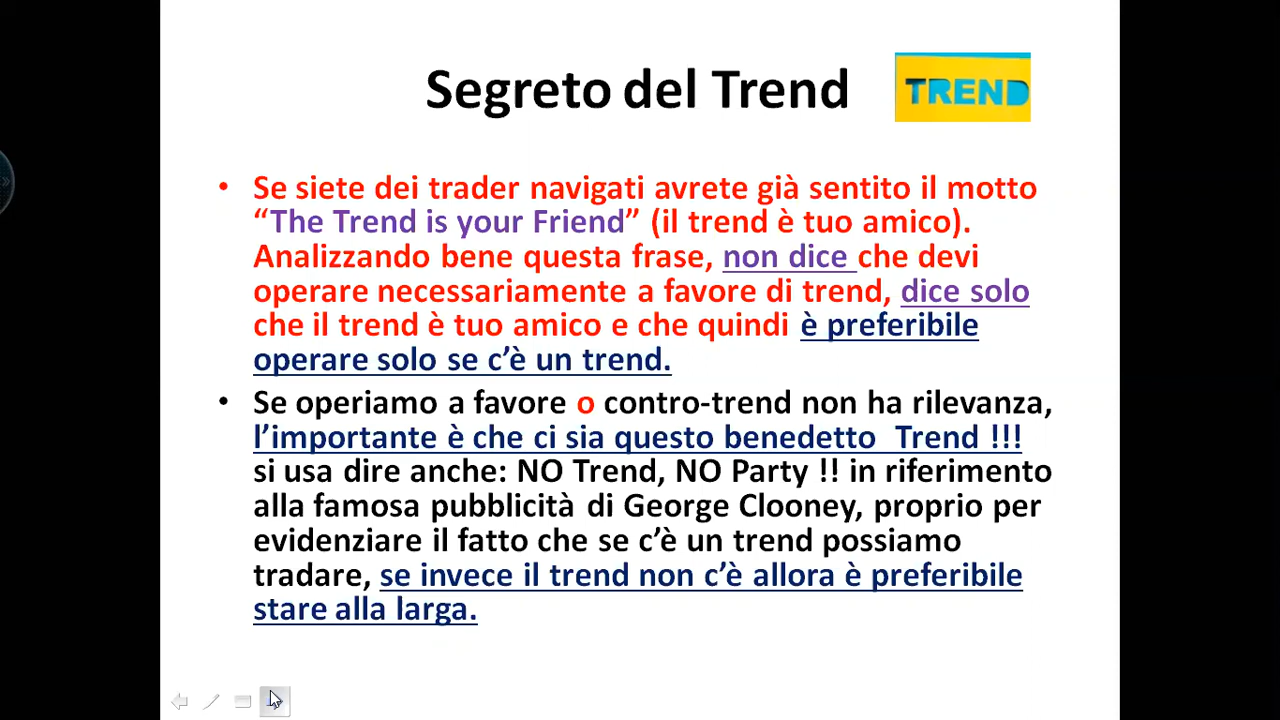 Segreto del Trend
TREND
• Se siete dei trader navigati avrete già sentito il motto
“The Trend is your Friend” (il trend è tuo amico).
Analizzando bene questa frase, non dice che devi
operare necessariamente a favore di trend, dice solo
che il trend è tuo amico e che quindi è preferibile
operare solo se c’è un trend.
• Se operiamo a favore o contro-trend non ha rilevanza,
l’importante è che ci sia questo benedetto  Trend !!!
si usa dire anche: NO Trend, NO Party !! in riferimento
alla famosa pubblicità di George Clooney, proprio per
evidenziare il fatto che se c’è un trend possiamo
tradare, se invece il trend non c’è allora è preferibile
stare alla larga.